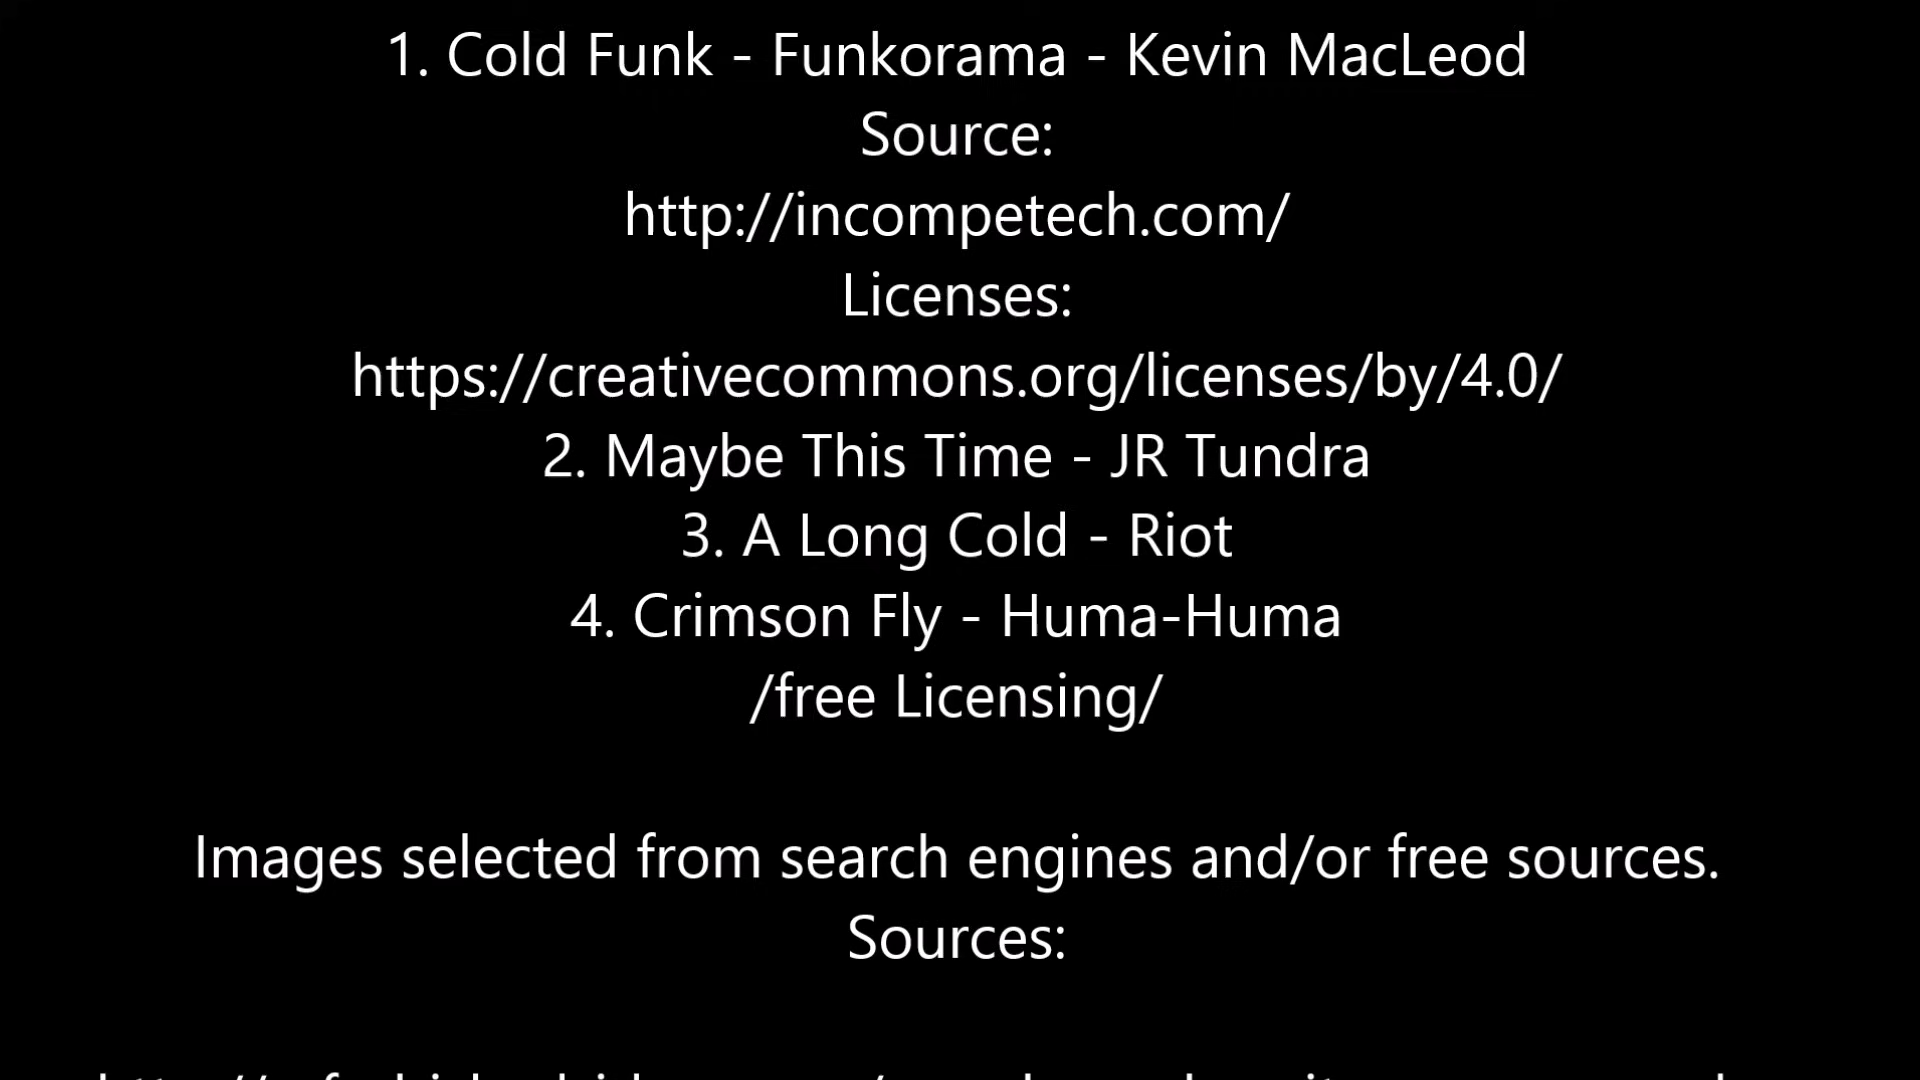 1. Cold Funk - Funkorama - Kevin MacLeod
Source:
http://incompetech.com/
Licenses:
https://creativecommons.org/licenses/by/4.0/
2. Maybe This Time - JR Tundra
3. A Long Cold - Riot
4. Crimson Fly - Huma-Huma
/free Licensing/
Images selected from search engines and/or free sources.
Sources: